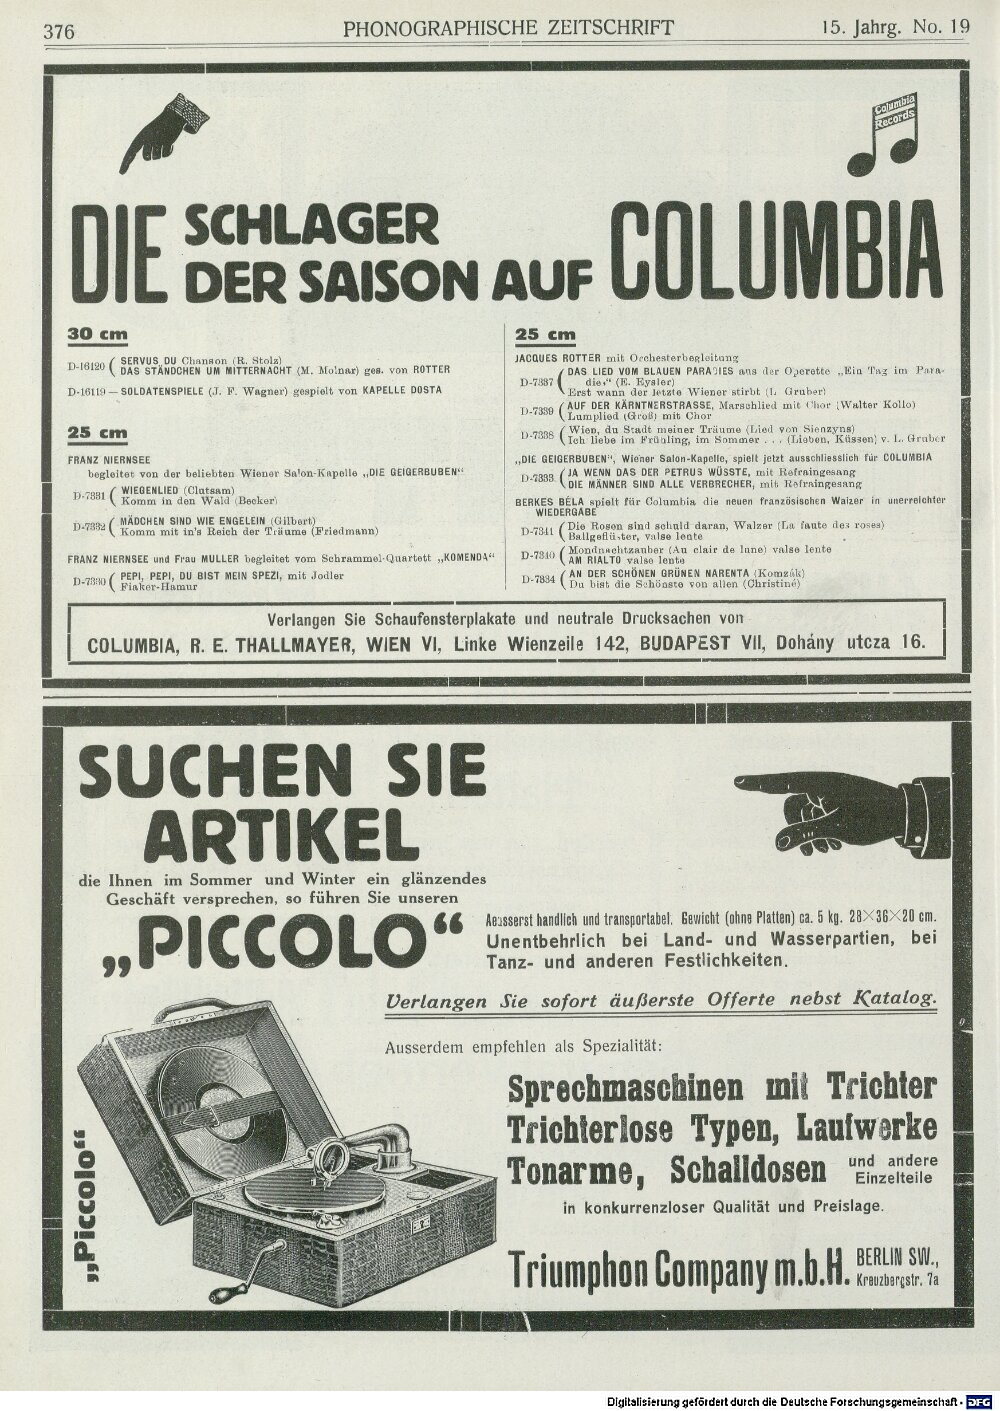 376
PHONOGRAPHISCHE ZEITSCHRIFT
15. Jahrg. No. 19
Columbia
Records
DIE SCHLAGER
DER SAISON AUF COLUMBIA
30 cm
D-16120 ( SERVUS DU Chanson (R. Stolz)
DAS STÄNDCHEN UM MITTERNACHT (M. Molnar) ges. von ROTTER
D-16119 — SOLDATENSPIELE (J. F. Wagner) gespielt von KAPELLE DOSTA
25 cm
FRANZ NIERNSEE
begleitet von der beliebten Wiener Salon-Kapelle „DIE GEIGERBUBEN“
D-7331 ( WIEGENLIED (Clutsam)
Komm in den Wald (Becker)
D-7332 ( MÄDCHEN SIND WIE ENGELEIN (Gilbert)
Komm mit in's Reich der Träume (Friedmann)
FRANZ NIERNSEE und Frau MULLER begleitet vom Schrammel-Quartett „KOMENDA“
D-7330 ( PEPI, PEPI, DU BIST MEIN SPEZI, mit Jodler
Fiaker-Hamur
25 cm
JACQUES ROTTER mit Orchesterbegleitung
D-7337 ( DAS LIED VOM BLAUEN PARADIES aus der Operette „Ein Tag im Para-
dies“ (E. Eysler)
Erst wann der letzte Wiener stirbt (L. Gruber)
D-7339 ( AUF DER KÄRNTNERSTRASSE, Marschlied mit Chor (Walter Kollo)
Lumplied (Groß) mit Chor
D-7338 ( Wien, du Stadt meiner Träume (Lied von Sienzyns)
Ich liebe im Frühling, im Sommer . . . (Lieben, Küssen) v. L. Gruber
„DIE GEIGERBUBEN“, Wiener Salon-Kapelle, spielt jetzt ausschliesslich für COLUMBIA
D-7333 ( JA WENN DAS DER PETRUS WÜSSTE, mit Refraingesang
DIE MÄNNER SIND ALLE VERBRECHER, mit Refraingesang
BERKES BÉLA spielt für Columbia die neuen französischen Walzer in unerreichter
WIEDERGABE
D-7341 ( Die Rosen sind schuld daran, Walzer (La faute des roses)
Ballgeflüster, valse lente
D-7340 ( Mondnachtzauber (Au clair de lune) valse lente
AM RIALTO valse lente
D-7334 ( AN DER SCHÖNEN GRÜNEN NARENTA (Komzák)
Du bist die Schönste von allen (Christiné)
Verlangen Sie Schaufensterplakate und neutrale Drucksachen von
COLUMBIA, R. E. THALLMAYER, WIEN VI, Linke Wienzeile 142, BUDAPEST VII, Dohány utcza 16.
SUCHEN SIE
ARTIKEL
die Ihnen im Sommer und Winter ein glänzendes
Geschäft versprechen, so führen Sie unseren
„PICCOLO“
Aeusserst handlich und transportabel. Gewicht (ohne Platten) ca. 5 kg. 28×36×20 cm.
Unentbehrlich bei Land- und Wasserpartien, bei
Tanz- und anderen Festlichkeiten.
Verlangen Sie sofort äußerste Offerte nebst Katalog.
Ausserdem empfehlen als Spezialität:
Sprechmaschinen mit Trichter
Trichterlose Typen, Laufwerke
Tonarme, Schalldosen und andere
Einzelteile
in konkurrenzloser Qualität und Preislage.
„Piccolo“
Triumphon Company m.b.H. BERLIN SW.,
Kreuzbergstr. 7a
Digitalisierung gefördert durch die Deutsche Forschungsgemeinschaft - DFG